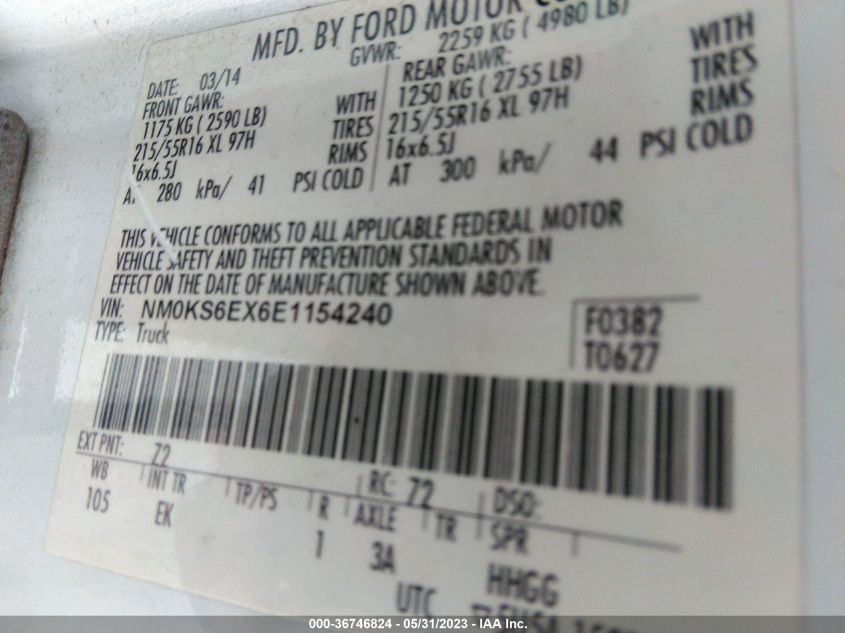 MFD. BY FORD MOTOR CO
GVWR: 2259 KG ( 4980 LB)
DATE: 03/14
FRONT GAWR: REAR GAWR:
1175 KG ( 2590 LB) WITH 1250 KG ( 2755 LB) WITH
215/55R16 XL 97H TIRES 215/55R16 XL 97H TIRES
16x6.5J RIMS 16x6.5J RIMS
AT 280 kPa/ 41 PSI COLD AT 300 kPa/ 44 PSI COLD
THIS VEHICLE CONFORMS TO ALL APPLICABLE FEDERAL MOTOR
VEHICLE SAFETY AND THEFT PREVENTION STANDARDS IN
EFFECT ON THE DATE OF MANUFACTURE SHOWN ABOVE.
VIN: NM0KS6EX6E1154240 F0382
TYPE: Truck T0627
EXT PNT: Z2 RC: 72 DSO:
WB INT TR TP/PS R AXLE TR SPR
105 EK 1 3A HHGG
UTC
000-36746824 - 05/31/2023 - IAA Inc.